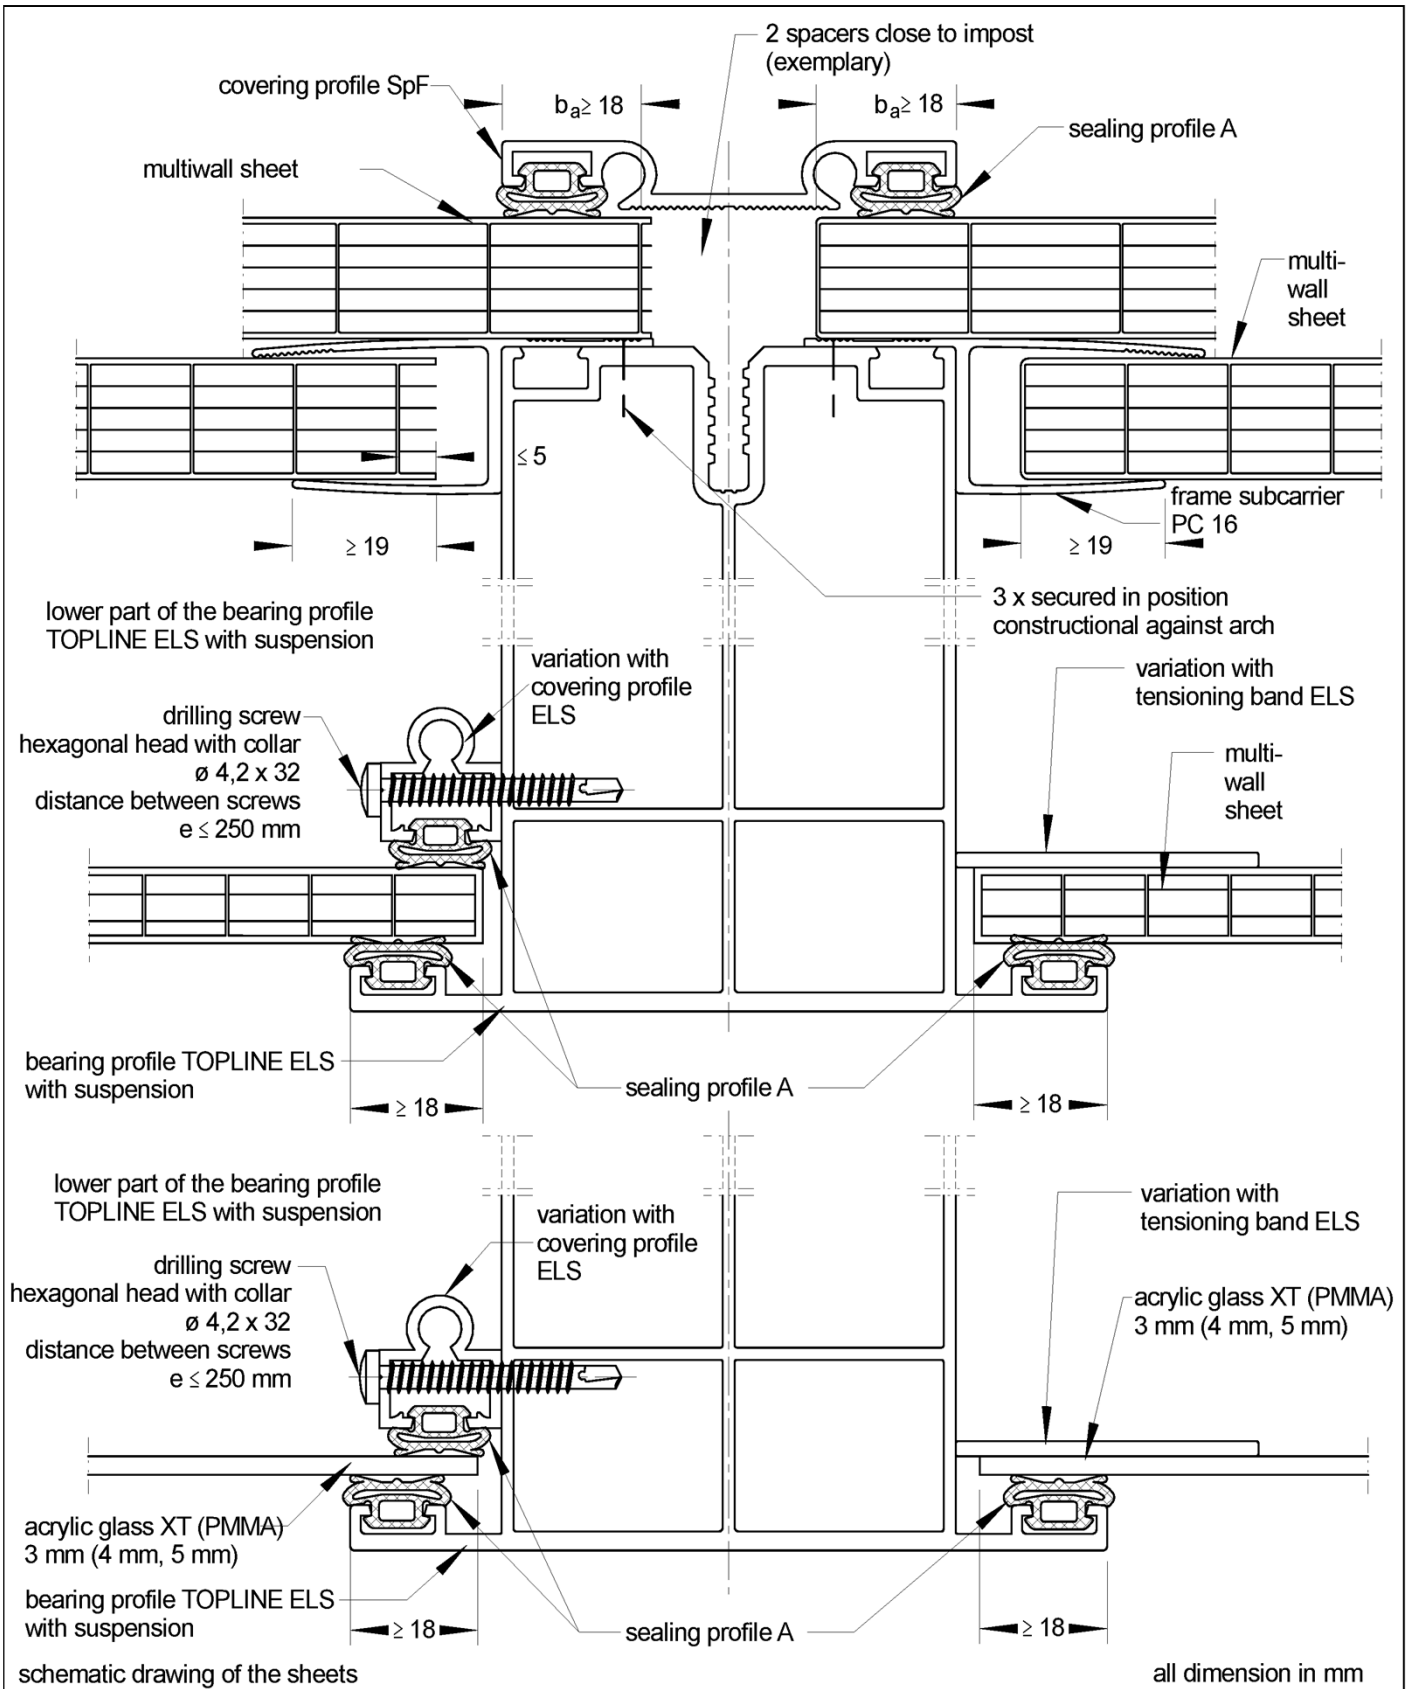 2 spacers close to impost
(exemplary)
covering profile SpF
bₐ≥ 18
bₐ≥ 18
sealing profile A
multiwall sheet
multi-
wall
sheet
≤ 5
frame subcarrier
PC 16
≥ 19
≥ 19
3 x secured in position
constructional against arch
lower part of the bearing profile
TOPLINE ELS with suspension
variation with
covering profile
ELS
variation with
tensioning band ELS
drilling screw
hexagonal head with collar
ø 4,2 x 32
distance between screws
e ≤ 250 mm
multi-
wall
sheet
bearing profile TOPLINE ELS
with suspension
sealing profile A
≥ 18
≥ 18
lower part of the bearing profile
TOPLINE ELS with suspension
variation with
covering profile
ELS
variation with
tensioning band ELS
drilling screw
hexagonal head with collar
ø 4,2 x 32
distance between screws
e ≤ 250 mm
acrylic glass XT (PMMA)
3 mm (4 mm, 5 mm)
acrylic glass XT (PMMA)
3 mm (4 mm, 5 mm)
bearing profile TOPLINE ELS
with suspension
sealing profile A
≥ 18
≥ 18
schematic drawing of the sheets
all dimension in mm